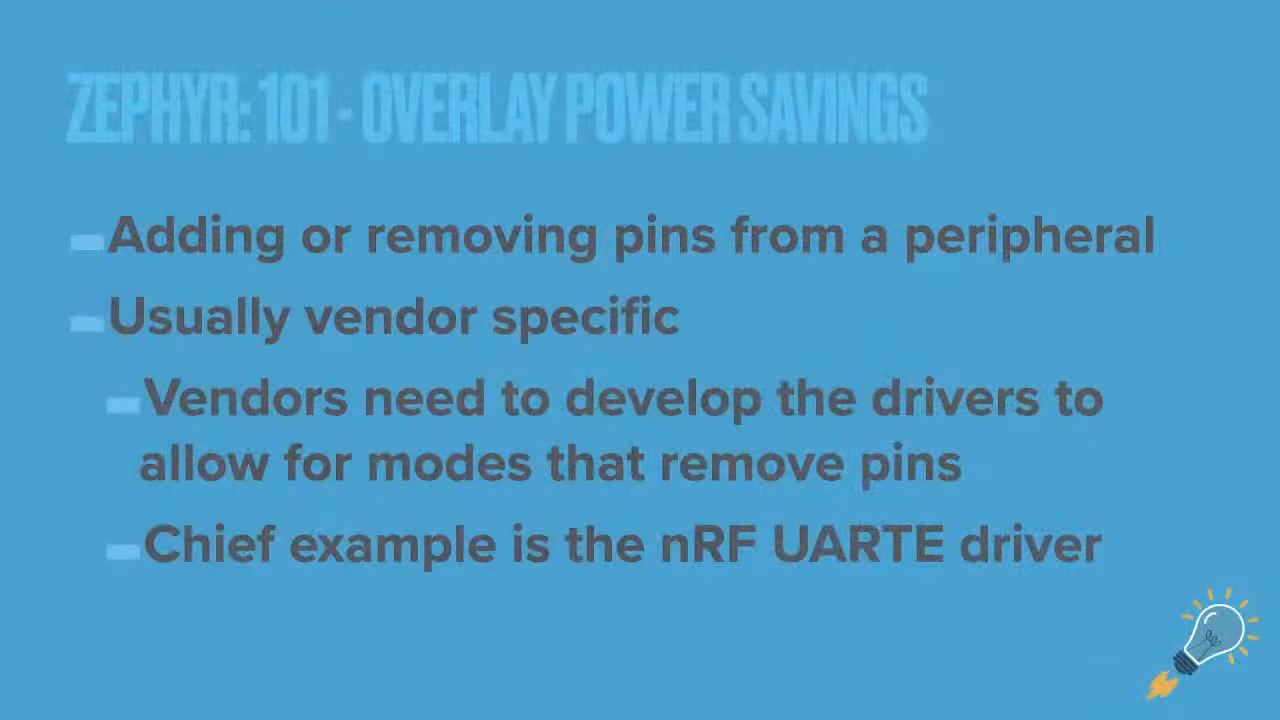 ZEPHYR: 101 - OVERLAY POWER SAVINGS
Adding or removing pins from a peripheral
Usually vendor specific
Vendors need to develop the drivers to
allow for modes that remove pins
Chief example is the nRF UARTE driver